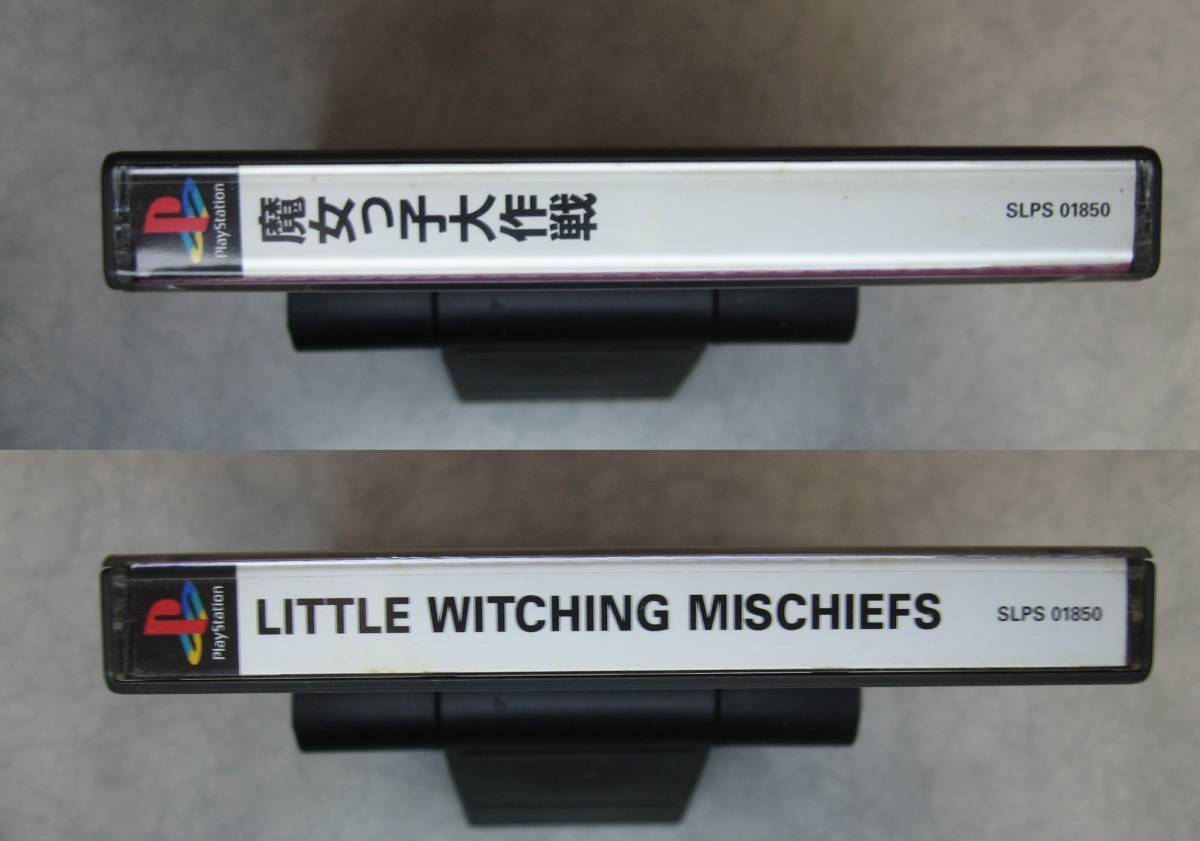 PlayStation
魔女っ子大作戦
SLPS 01850
PlayStation
LITTLE WITCHING MISCHIEFS
SLPS 01850